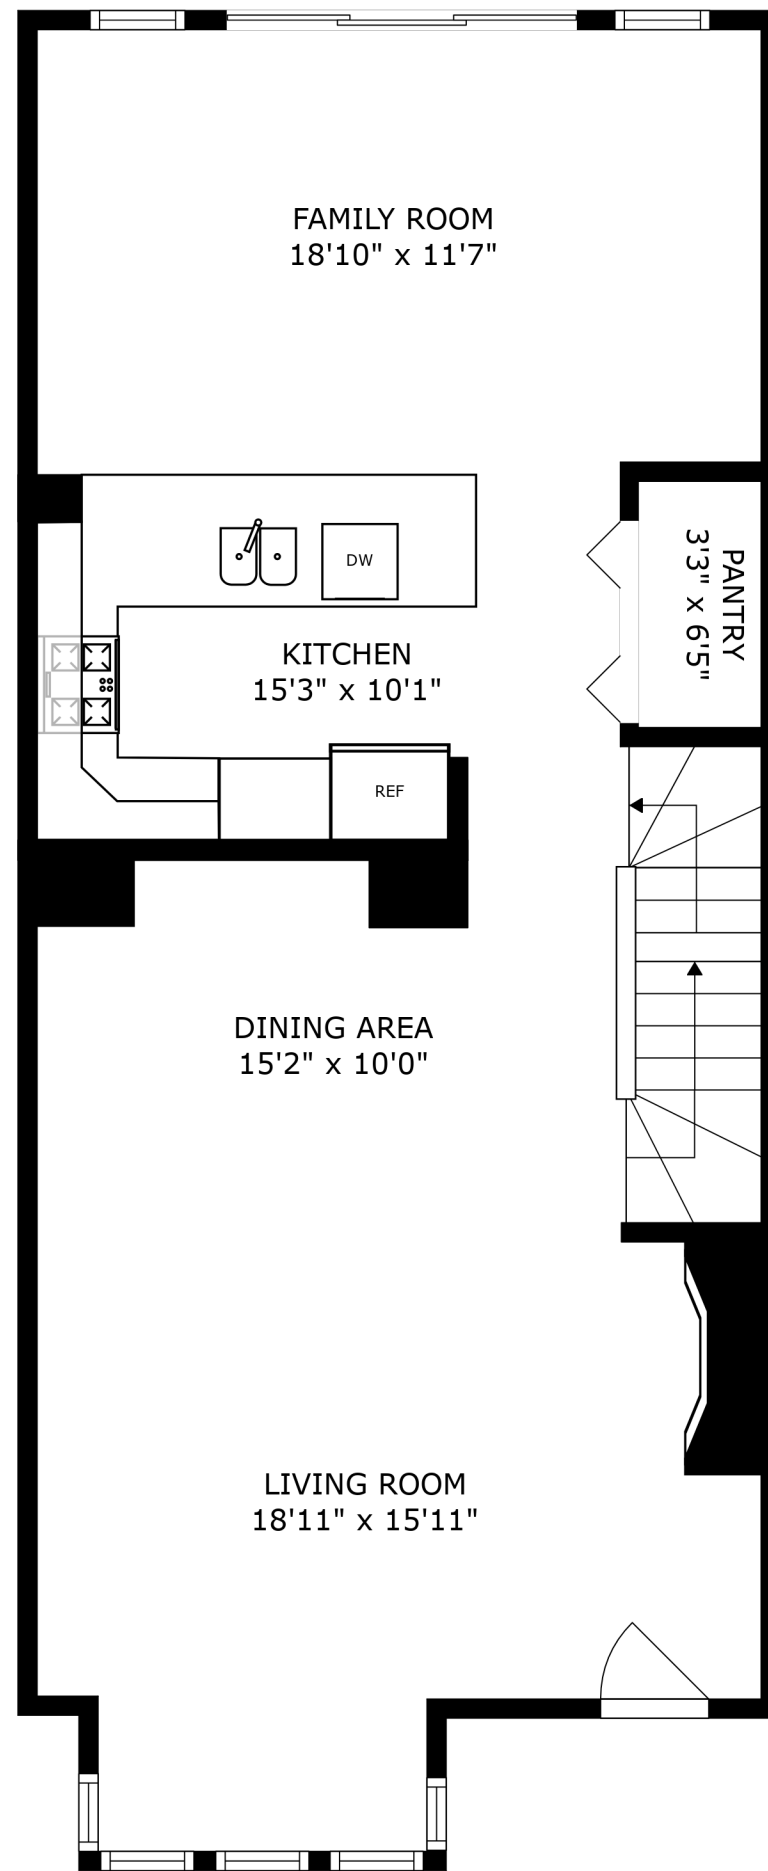 FAMILY ROOM
18'10" x 11'7"
DW
PANTRY
3'3" x 6'5"
KITCHEN
15'3" x 10'1"
REF
DINING AREA
15'2" x 10'0"
LIVING ROOM
18'11" x 15'11"